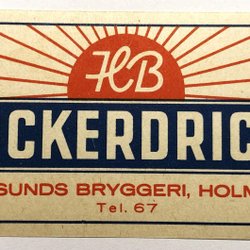 HB
CKERDRIC
SUNDS BRYGGERI, HOLM
Tel. 67